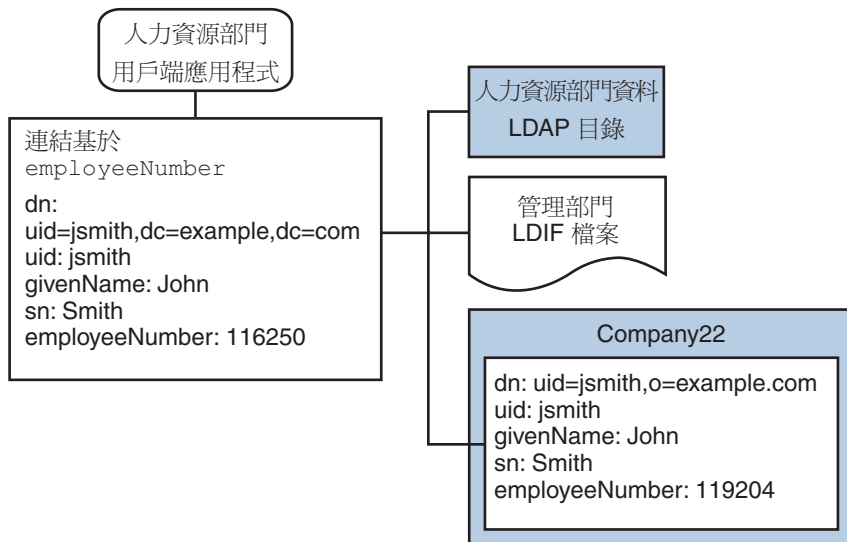 人力資源部門
用戶端應用程式
連結基於
employeeNumber
dn:
uid=jsmith,dc=example,dc=com
uid: jsmith
givenName: John
sn: Smith
employeeNumber: 116250
人力資源部門資料
LDAP 目錄
管理部門
LDIF 檔案
Company22
dn: uid=jsmith,o=example.com
uid: jsmith
givenName: John
sn: Smith
employeeNumber: 119204